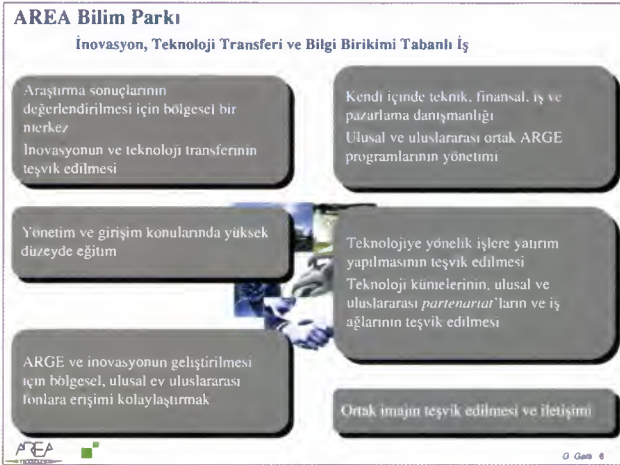 AREA Bilim Parkı
İnovasyon, Teknoloji Transferi ve Bilgi Birikimi Tabanlı İş
Araştırma sonuçlarının
değerlendirilmesi için bölgesel bir
merkez
İnovasyonun ve teknoloji transferinin
teşvik edilmesi
Yönetim ve girişim konularında yüksek
düzeyde eğitim
ARGE ve inovasyonun geliştirilmesi
için bölgesel, ulusal ev uluslararası
fonlara erişimi kolaylaştırmak
Kendi içinde teknik, finansal, iş ve
pazarlama danışmanlığı
Ulusal ve uluslararası ortak ARGE
programlarının yönetimi
Teknolojiye yönelik işlere yatırım
yapılmasının teşvik edilmesi
Teknoloji kümelerinin, ulusal ve
uluslararası partenariat'ların ve iş
ağlarının teşvik edilmesi
Ortak imajın teşvik edilmesi ve iletişimi
AREA
6